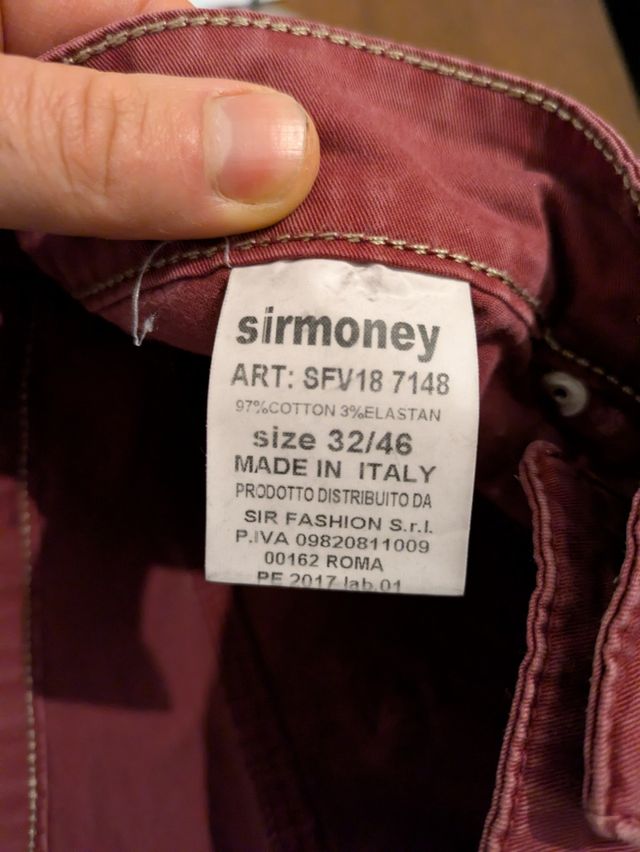 sirmoney
ART: SFV18 7148
97%COTTON 3%ELASTAN
size 32/46
MADE IN ITALY
PRODOTTO DISTRIBUITO DA
SIR FASHION S.r.l.
P.IVA 09820811009
00162 ROMA
PE 2017 lab.01